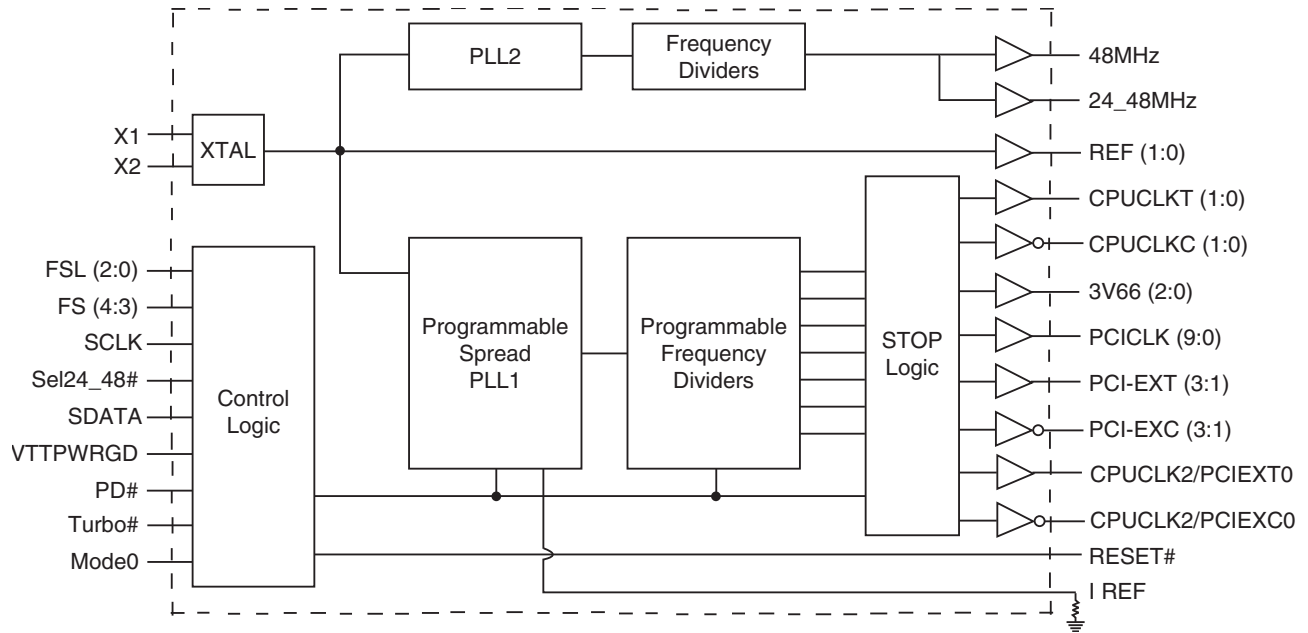 PLL2
Frequency
Dividers
48MHz
24_48MHz
X1
X2
XTAL
REF (1:0)
CPUCLKT (1:0)
CPUCLKC (1:0)
3V66 (2:0)
PCICLK (9:0)
PCI-EXT (3:1)
PCI-EXC (3:1)
CPUCLK2/PCIEXT0
CPUCLK2/PCIEXC0
RESET#
I REF
FSL (2:0)
FS (4:3)
SCLK
Sel24_48#
SDATA
VTTPWRGD
PD#
Turbo#
Mode0
Control
Logic
Programmable
Spread
PLL1
Programmable
Frequency
Dividers
STOP
Logic